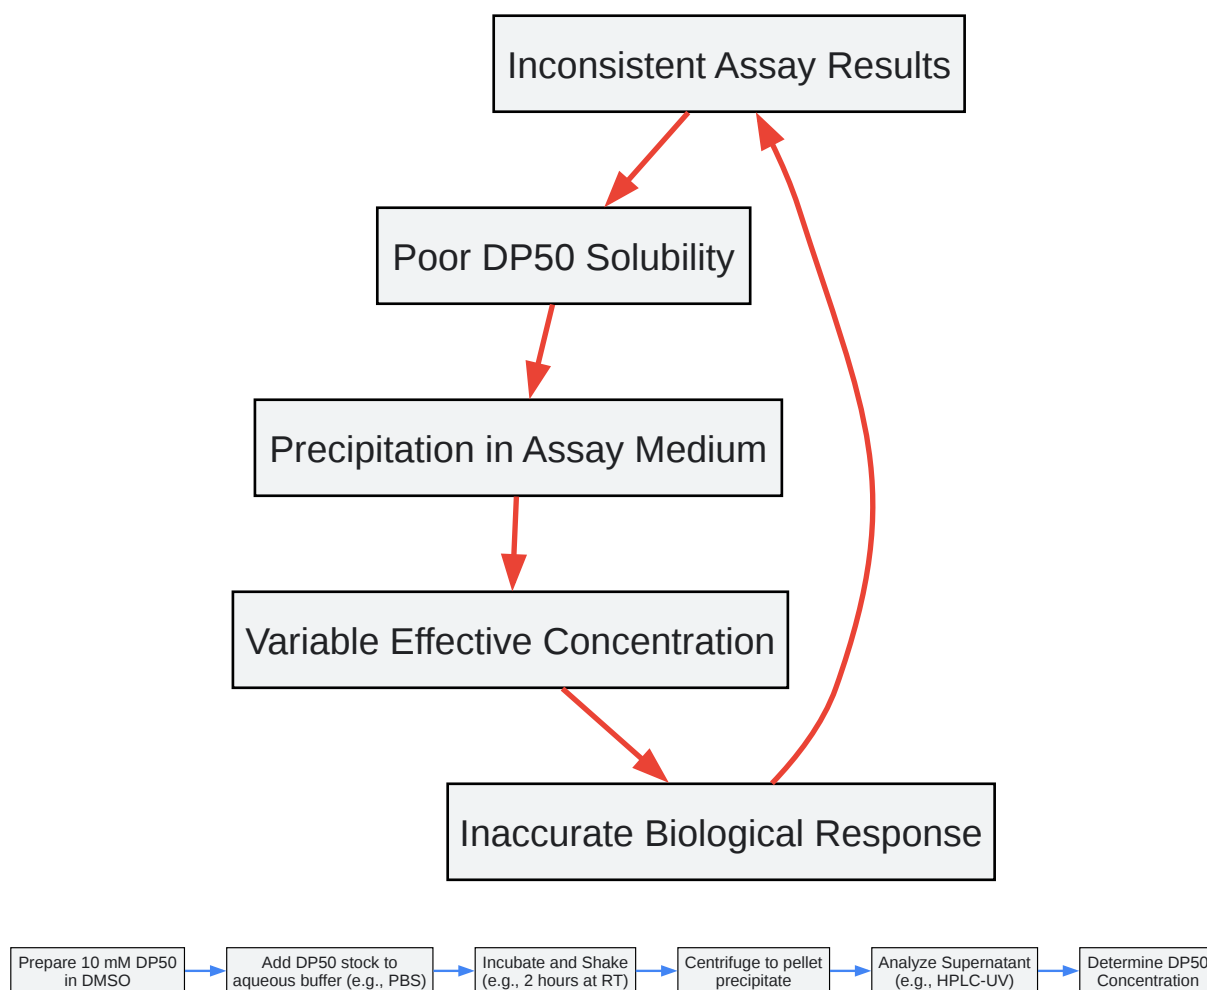 Inconsistent Assay Results
Poor DP50 Solubility
Precipitation in Assay Medium
Variable Effective Concentration
Inaccurate Biological Response
Prepare 10 mM DP50
in DMSO
Add DP50 stock to
aqueous buffer (e.g., PBS)
Incubate and Shake
(e.g., 2 hours at RT)
Centrifuge to pellet
precipitate
Analyze Supernatant
(e.g., HPLC-UV)
Determine DP50
Concentration